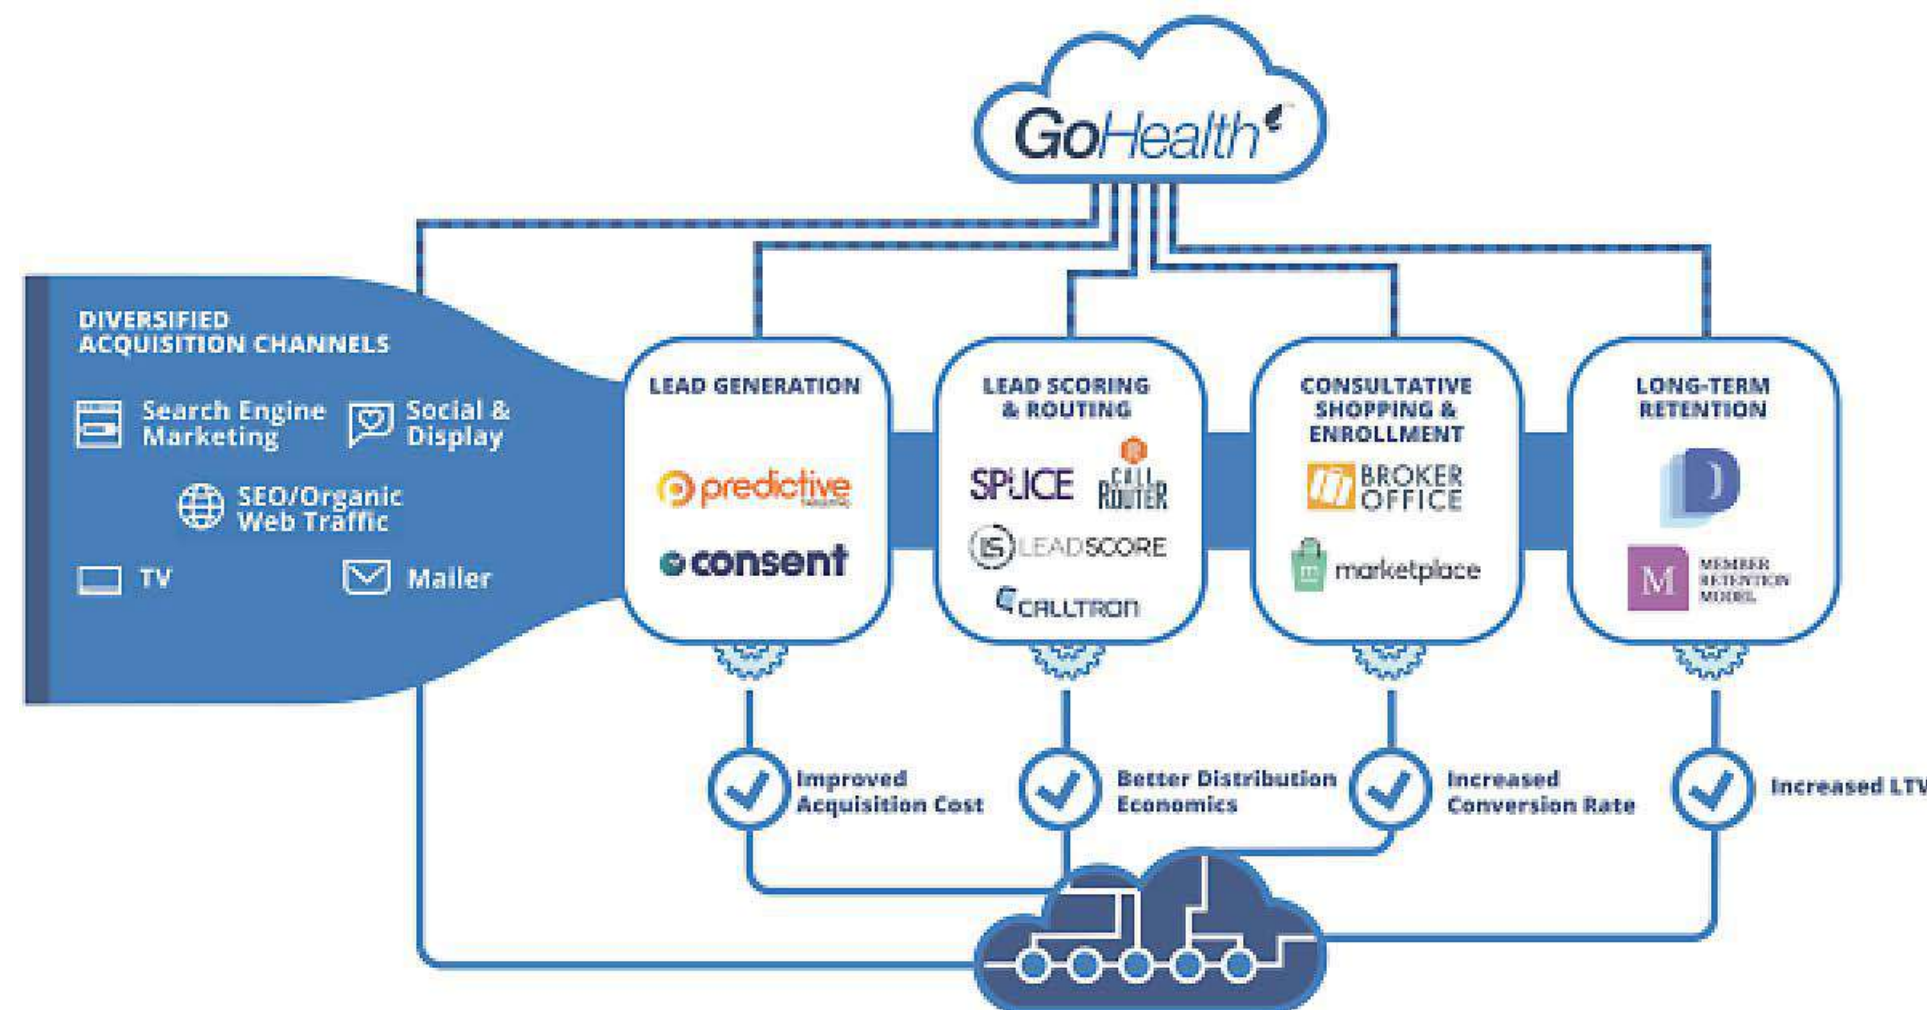 GoHealth
DIVERSIFIED
ACQUISITION CHANNELS
Search Engine
Marketing
Social &
Display
SEO/Organic
Web Traffic
TV
Mailer
LEAD GENERATION
predictive
consent
LEAD SCORING
& ROUTING
SPLICE
CALL
ROUTER
LS LEADSCORE
CALLTRON
CONSULTATIVE
SHOPPING &
ENROLLMENT
BROKER
OFFICE
m marketplace
LONG-TERM
RETENTION
D
M
MEMBER
RETENTION
MODEL
Improved
Acquisition Cost
Better Distribution
Economics
Increased
Conversion Rate
Increased LTV